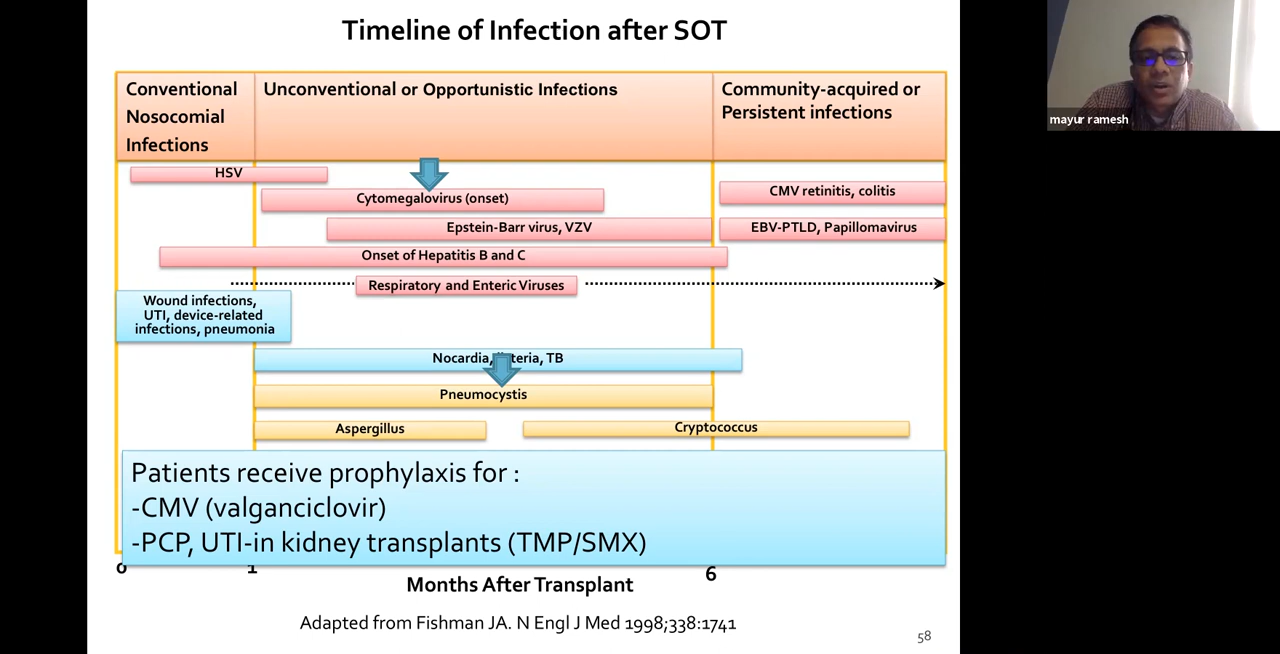 Timeline of Infection after SOT
Conventional
Nosocomial
Infections
Unconventional or Opportunistic Infections
Community-acquired or
Persistent infections
HSV
Cytomegalovirus (onset)
CMV retinitis, colitis
Epstein-Barr virus, VZV
EBV-PTLD, Papillomavirus
Onset of Hepatitis B and C
Respiratory and Enteric Viruses
Wound infections,
UTI, device-related
infections, pneumonia
Nocardia, TB
Pneumocystis
Aspergillus
Cryptococcus
Patients receive prophylaxis for :
-CMV (valganciclovir)
-PCP, UTI-in kidney transplants (TMP/SMX)
0
1
6
Months After Transplant
Adapted from Fishman JA. N Engl J Med 1998;338:1741
58
mayur ramesh